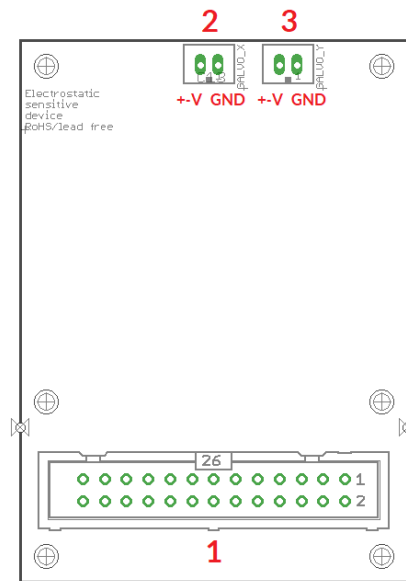 2 3
GALVO_X GALVO_Y
+-V GND +-V GND
Electrostatic
sensitive
device
RoHS/lead free
26
1
2
1